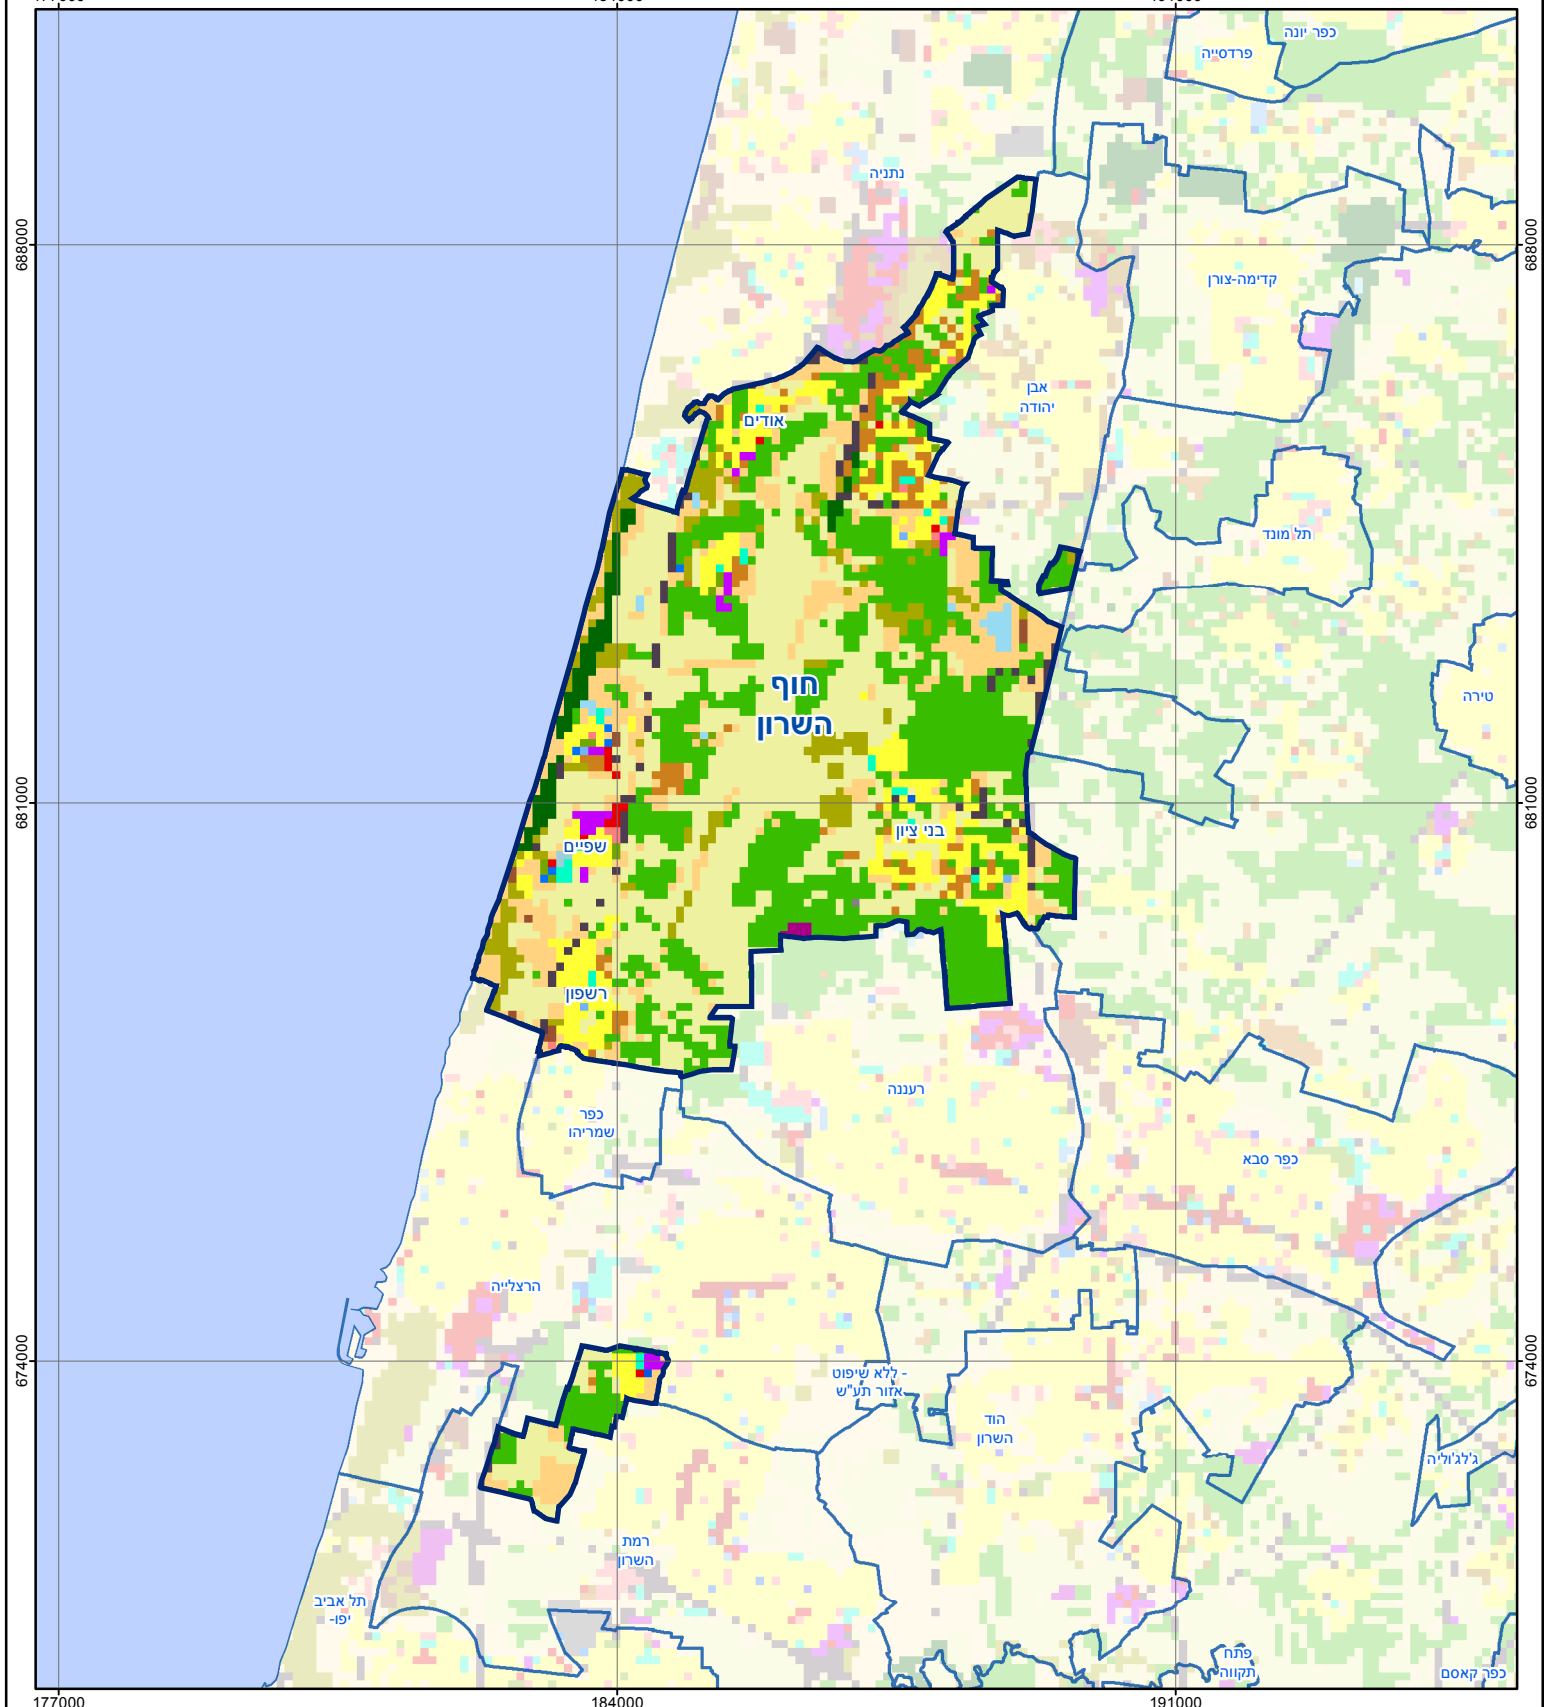 כפר יונה
פרדסייה
נתניה
688000
688000
קדימה-צורן
אבן
יהודה
אודים
תל מונד
חוף
השרון
טירה
681000
681000
בני ציון
שפיים
רשפון
רעננה
כפר
שמריהו
כפר סבא
הרצלייה
674000
674000
ללא שיפוט -
אזור תע"ש
הוד
השרון
ג'לג'וליה
רמת
השרון
תל אביב
-יפו
פתח
תקווה
כפר קאסם
177000
184000
191000